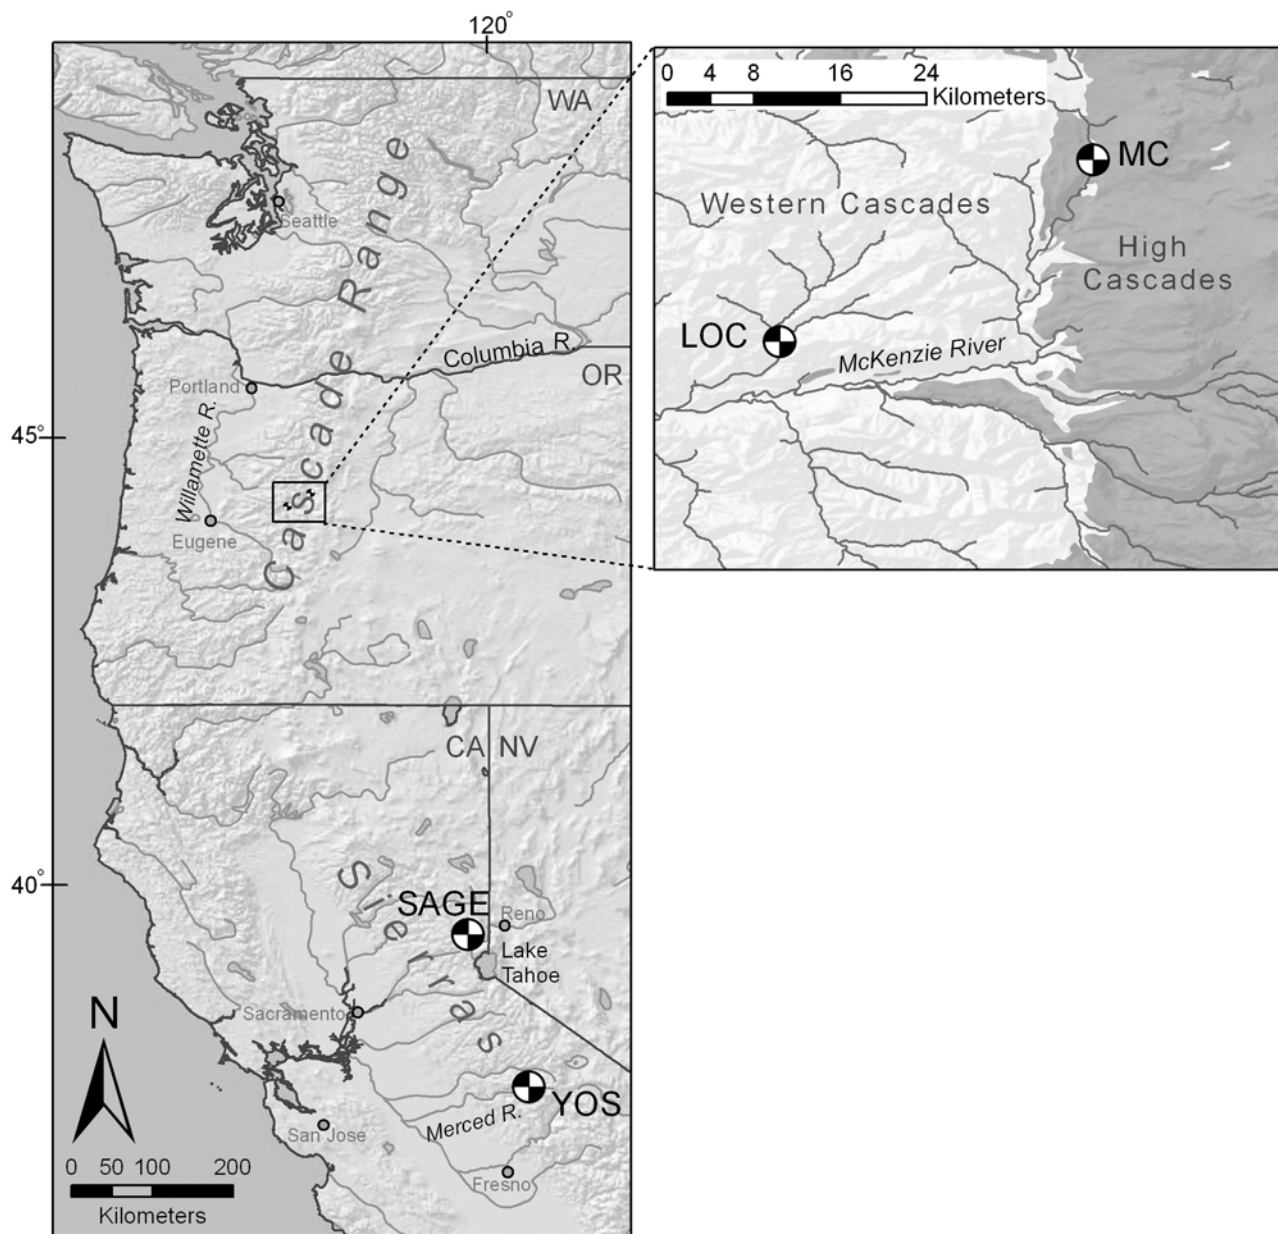 120°
WA
Seattle
Cascade Range
Columbia R.
OR
Portland
45°
Willamette R.
Eugene
CA NV
40°
Sierras
SAGE
Reno
Lake
Tahoe
Sacramento
N
YOS
Merced R.
San Jose
Fresno
0 50 100 200
Kilometers
0 4 8 16 24
Kilometers
MC
Western Cascades
High
Cascades
LOC
McKenzie River